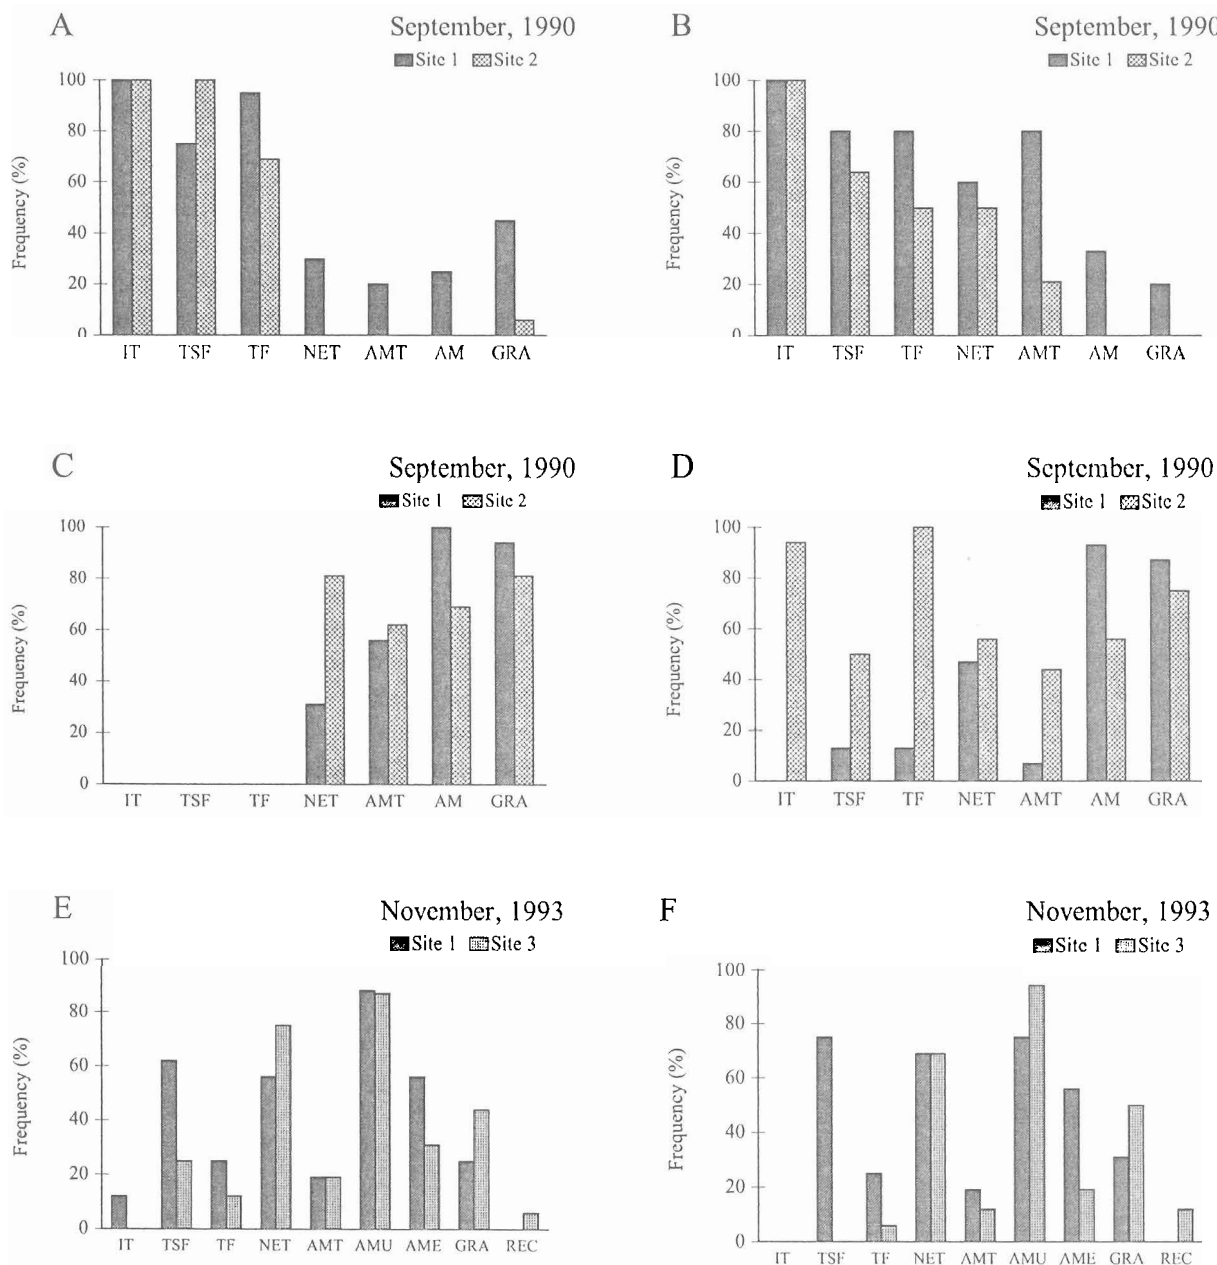 A
September, 1990
Site 1 Site 2
Frequency (%)
100
80
60
40
20
0
IT TSF TF NET AMT AM GRA
B
September, 1990
Site 1 Site 2
Frequency (%)
100
80
60
40
20
0
IT TSF TF NET AMT AM GRA
C
September, 1990
Site 1 Site 2
Frequency (%)
100
80
60
40
20
0
IT TSF TF NET AMT AM GRA
D
September, 1990
Site 1 Site 2
Frequency (%)
100
80
60
40
20
0
IT TSF TF NET AMT AM GRA
E
November, 1993
Site 1 Site 3
Frequency (%)
100
80
60
40
20
0
IT TSF TF NET AMT AMU AME GRA REC
F
November, 1993
Site 1 Site 3
Frequency (%)
100
80
60
40
20
0
IT TSF TF NET AMT AMU AME GRA REC